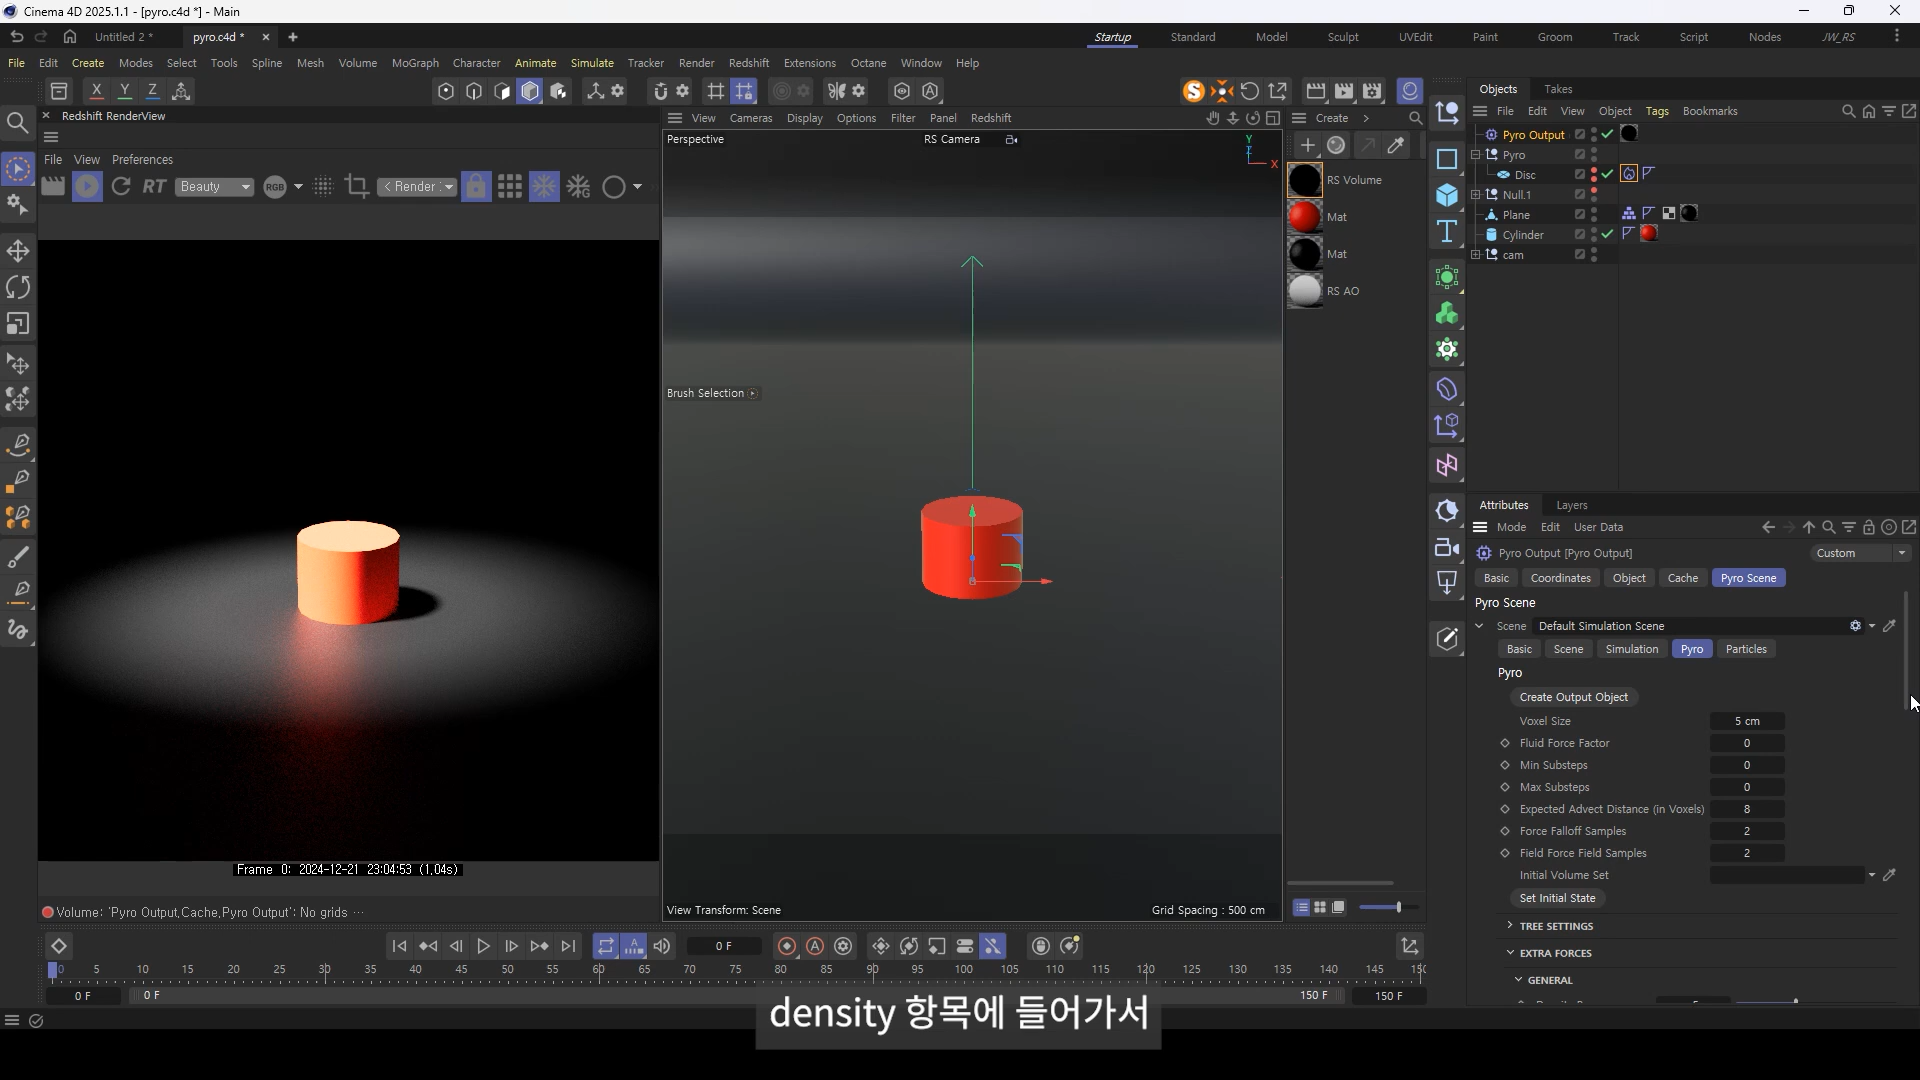 Cinema 4D 2025.1.1 - [pyro.c4d *] - Main
Untitled 2 *
pyro.c4d *
Startup
Standard
Model
Sculpt
UVEdit
Paint
Groom
Track
Script
Nodes
JW_RS
File Edit Create Modes Select Tools Spline Mesh Volume MoGraph Character Animate Simulate Tracker Render Redshift Extensions Octane Window Help
X Y Z
Redshift RenderView
File View Preferences
RT Beauty RGB < Render :
Frame 0: 2024-12-21 23:04:53 (1,04s)
Volume: 'Pyro Output,Cache,Pyro Output': No grids ···
View Cameras Display Options Filter Panel Redshift
Perspective
RS Camera
Y
Z
X
Brush Selection
View Transform: Scene
Grid Spacing : 500 cm
Create
RS Volume
Mat
Mat
RS AO
Objects
Takes
File Edit View Object Tags Bookmarks
Pyro Output
Pyro
Disc
Null.1
Plane
Cylinder
cam
Attributes
Layers
Mode Edit User Data
Pyro Output [Pyro Output]
Custom
Basic
Coordinates
Object
Cache
Pyro Scene
Pyro Scene
Scene Default Simulation Scene
Basic
Scene
Simulation
Pyro
Particles
Pyro
Create Output Object
Voxel Size 5 cm
Fluid Force Factor 0
Min Substeps 0
Max Substeps 0
Expected Advect Distance (in Voxels) 8
Force Falloff Samples 2
Field Force Field Samples 2
Initial Volume Set
Set Initial State
TREE SETTINGS
EXTRA FORCES
GENERAL
0 F
0 5 10 15 20 25 30 35 40 45 50 55 60 65 70 75 80 85 90 95 100 105 110 115 120 125 130 135 140 145 150
0 F
0 F
150 F
150 F
density 항목에 들어가서